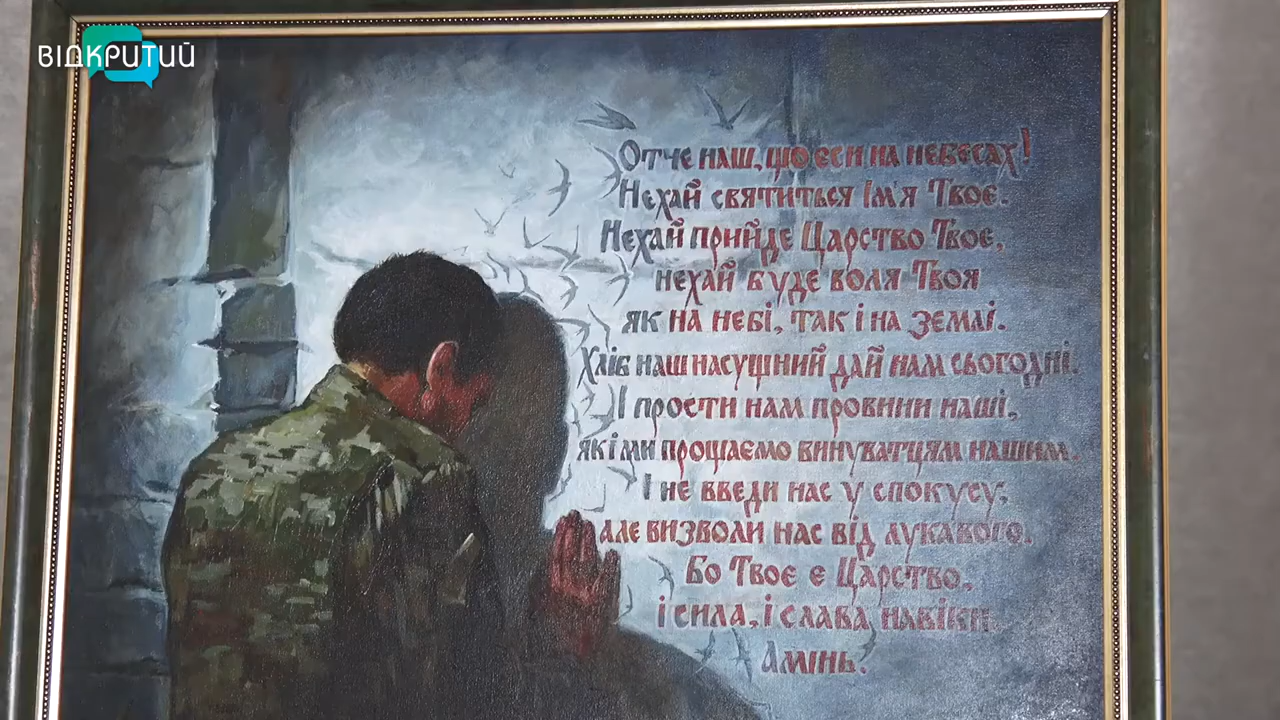 ВІДКРИТИЙ
Отче наш, що єси на небесах!
Нехай святиться Ім'я Твоє.
Нехай прийде Царство Твоє,
нехай буде воля Твоя
як на небі, так і на землі.
Хліб наш насущний дай нам сьогодні.
І прости нам провини наші,
як і ми прощаємо винуватцям нашим.
І не введи нас у спокусу,
але визволи нас від лукавого.
Бо Твоє є Царство,
і сила, і слава навіки.
Амінь.